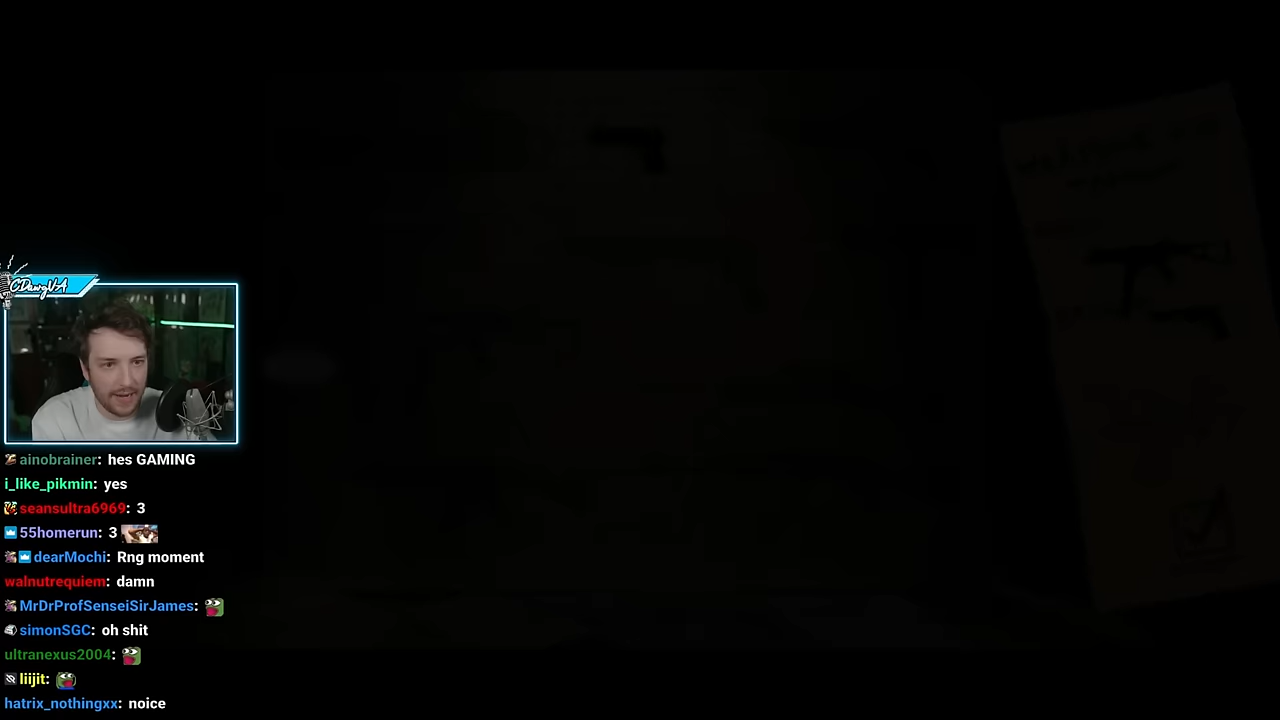 CDawgVA
ainobrainer: hes GAMING
i_like_pikmin: yes
seansultra6969: 3
55homerun: 3
dearMochi: Rng moment
walnutrequiem: damn
MrDrProfSenseiSirJames:
simonSGC: oh shit
ultranexus2004:
liijit:
hatrix_nothingxx: noice